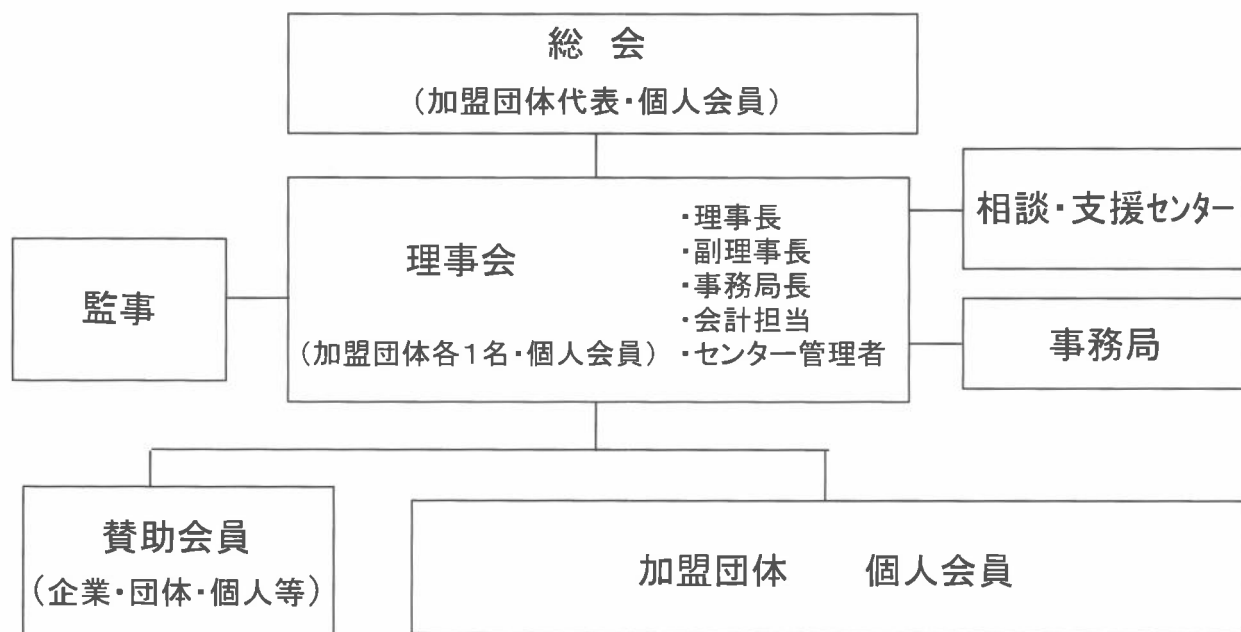 総 会
(加盟団体代表・個人会員)
相談・支援センター
監事
理事会
(加盟団体各1名・個人会員)
・理事長
・副理事長
・事務局長
・会計担当
・センター管理者
事務局
賛助会員
(企業・団体・個人等)
加盟団体 個人会員